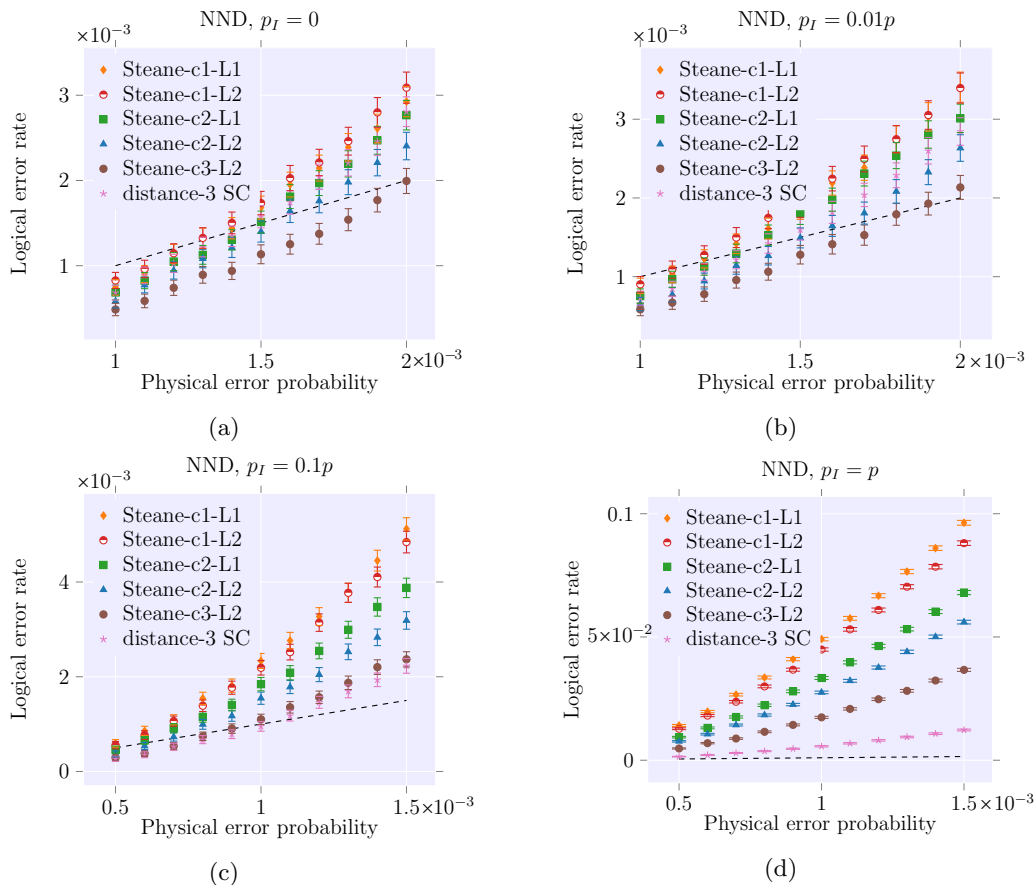 NND, p_I = 0
×10⁻³
Steane-c1-L1
Steane-c1-L2
Steane-c2-L1
Steane-c2-L2
Steane-c3-L2
distance-3 SC
3
2
1
Logical error rate
1 1.5 2×10⁻³
Physical error probability
(a)
NND, p_I = 0.01p
×10⁻³
Steane-c1-L1
Steane-c1-L2
Steane-c2-L1
Steane-c2-L2
Steane-c3-L2
distance-3 SC
3
2
1
Logical error rate
1 1.5 2×10⁻³
Physical error probability
(b)
NND, p_I = 0.1p
×10⁻³
Steane-c1-L1
Steane-c1-L2
Steane-c2-L1
Steane-c2-L2
Steane-c3-L2
distance-3 SC
4
2
0
Logical error rate
0.5 1 1.5×10⁻³
Physical error probability
(c)
NND, p_I = p
Steane-c1-L1
Steane-c1-L2
Steane-c2-L1
Steane-c2-L2
Steane-c3-L2
distance-3 SC
0.1
5×10⁻²
0
Logical error rate
0.5 1 1.5×10⁻³
Physical error probability
(d)